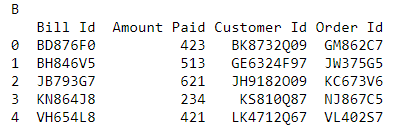 B
Bill Id Amount Paid Customer Id Order Id
0 BD876F0 423 BK8732Q09 GM862C7
1 BH846V5 513 GE6324F97 JW375G5
2 JB793G7 621 JH9182O09 KC673V6
3 KN864J8 234 KS810Q87 NJ867C5
4 VH654L8 421 LK4712Q67 VL402S7